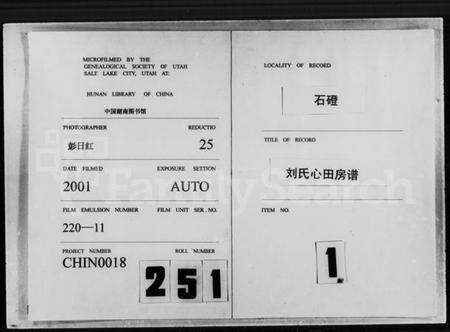 MICROFILMED BY THE
GENEALOGICAL SOCIETY OF UTAH
SALT LAKE CITY, UTAH AT:
HUNAN LIBRARY OF CHINA
中国湖南图书馆
PHOTOGRAPHER REDUCTIO
彭日红 25
DATE FILMED EXPOSURE SETTION
2001 AUTO
FILM EMULSION NUMBER FILM UNIT SER. NO.
220—11
PROJECT NUMBER ROLL NUMBER
CHIN0018 251
LOCALITY OF RECORD
石磴
TITLE OF RECORD
刘氏心田房谱
ITEM NO.
1
FamilySearch